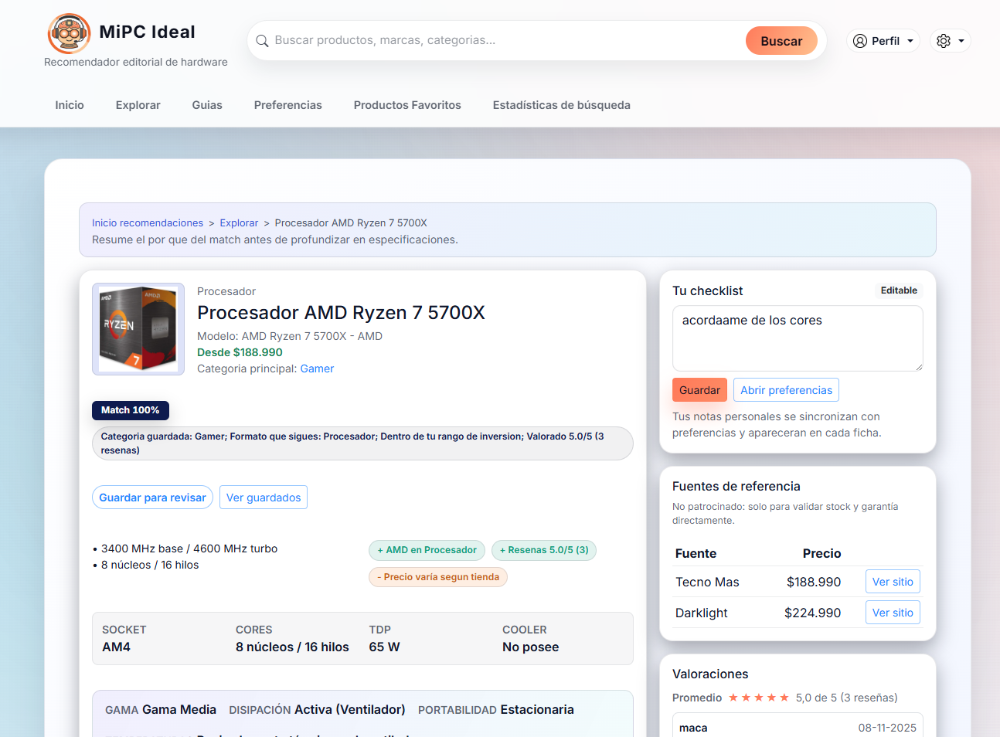 MiPC Ideal
Recomendador editorial de hardware
Buscar productos, marcas, categorias...
Buscar
Perfil
Inicio
Explorar
Guias
Preferencias
Productos Favoritos
Estadísticas de búsqueda
Inicio recomendaciones > Explorar > Procesador AMD Ryzen 7 5700X
Resume el por que del match antes de profundizar en especificaciones.
AMD
AMD
RYZEN
7
Procesador
Procesador AMD Ryzen 7 5700X
Modelo: AMD Ryzen 7 5700X - AMD
Desde $188.990
Categoria principal: Gamer
Match 100%
Categoria guardada: Gamer; Formato que sigues: Procesador; Dentro de tu rango de inversion; Valorado 5.0/5 (3
resenas)
Guardar para revisar
Ver guardados
• 3400 MHz base / 4600 MHz turbo
• 8 núcleos / 16 hilos
+ AMD en Procesador
+ Resenas 5.0/5 (3)
- Precio varía segun tienda
SOCKET
AM4
CORES
8 núcleos / 16 hilos
TDP
65 W
COOLER
No posee
GAMA Gama Media
DISIPACIÓN Activa (Ventilador)
PORTABILIDAD Estacionaria
Tu checklist
Editable
acordaame de los cores
Guardar
Abrir preferencias
Tus notas personales se sincronizan con
preferencias y apareceran en cada ficha.
Fuentes de referencia
No patrocinado: solo para validar stock y garantía
directamente.
Fuente Precio
Tecno Mas $188.990 Ver sitio
Darklight $224.990 Ver sitio
Valoraciones
Promedio ★★★★★ 5,0 de 5 (3 reseñas)
maca 08-11-2025